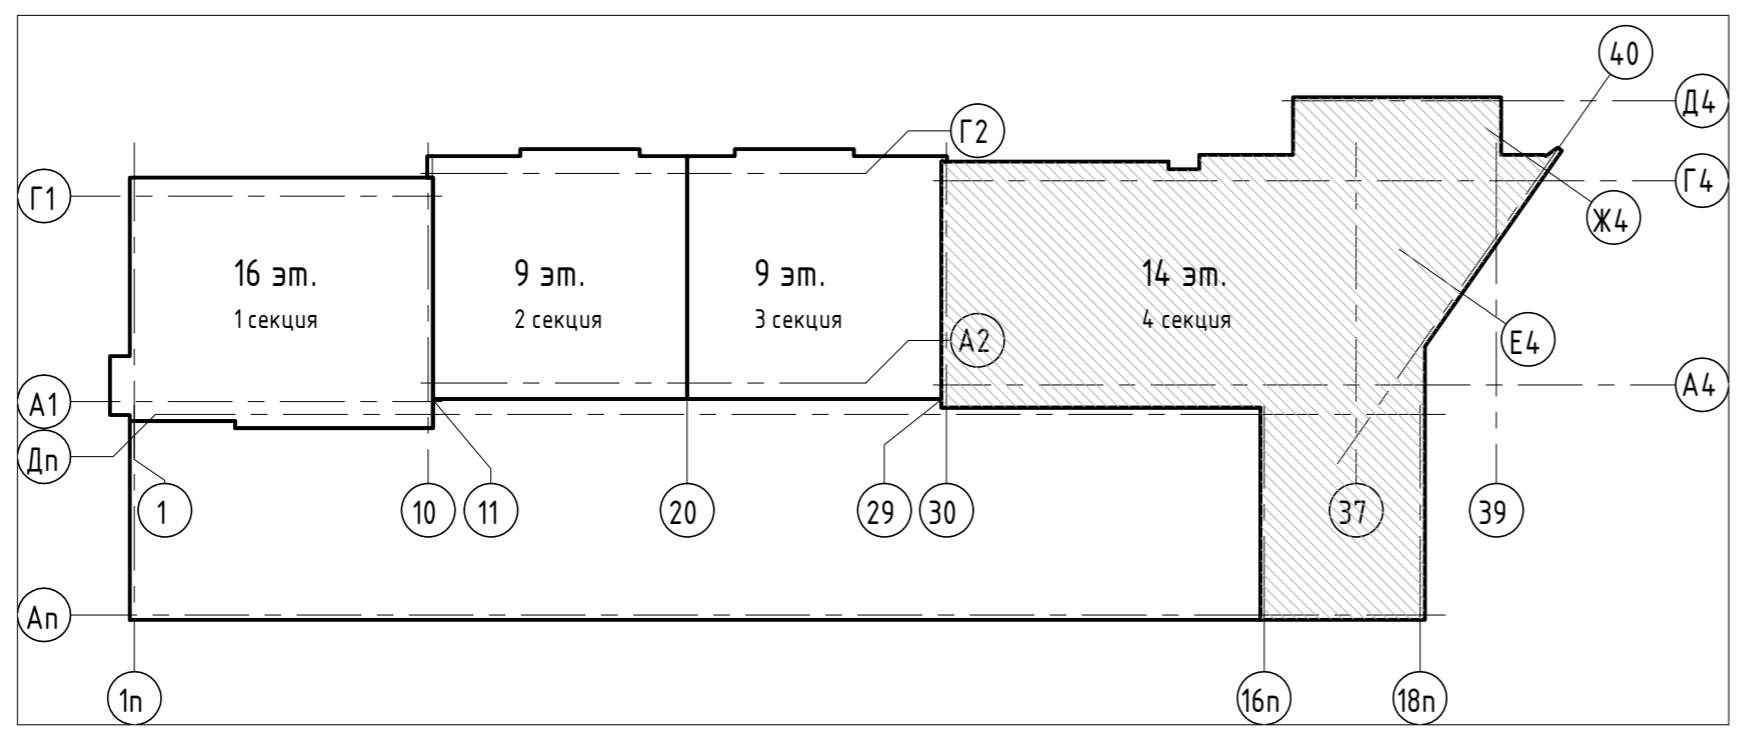 40
Д4
Г2
Г4
Г1
Ж4
16 эт.
9 эт.
9 эт.
14 эт.
1 секция
2 секция
3 секция
4 секция
А2
Е4
А4
А1
Дп
1
10
11
20
29
30
37
39
Ап
1п
16п
18п